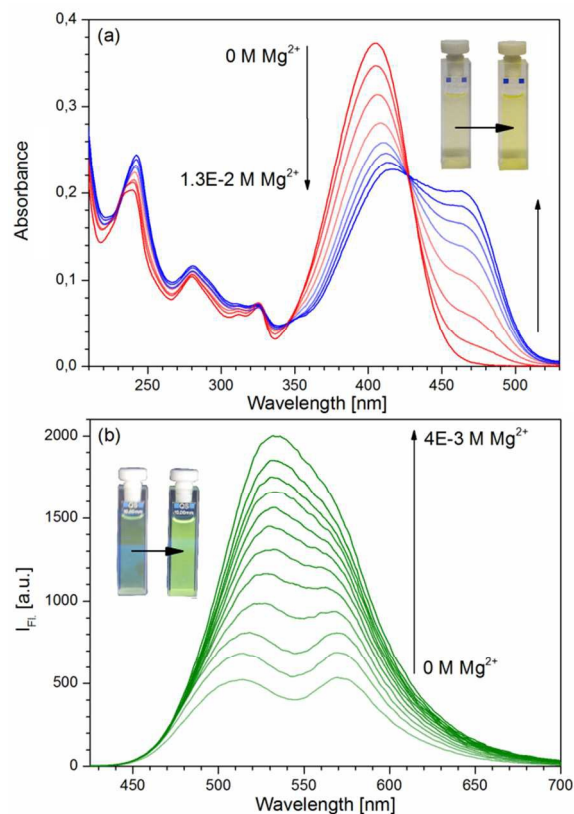 (a)
0 M Mg²⁺
1.3E-2 M Mg²⁺
Absorbance
0,4
0,3
0,2
0,1
0,0
250 300 350 400 450 500
Wavelength [nm]
(b)
4E-3 M Mg²⁺
0 M Mg²⁺
I_Fl. [a.u.]
2000
1500
1000
500
0
450 500 550 600 650 700
Wavelength [nm]